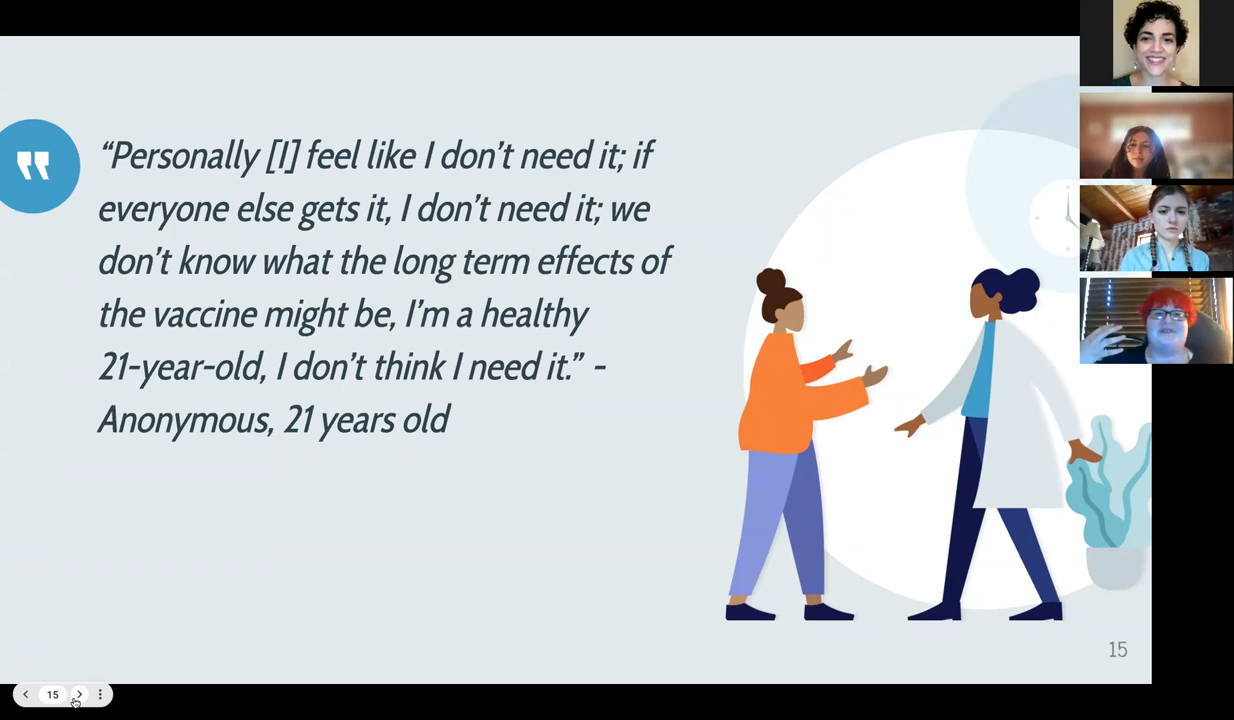 “Personally [I] feel like I don’t need it; if
everyone else gets it, I don’t need it; we
don’t know what the long term effects of
the vaccine might be, I’m a healthy
21-year-old, I don’t think I need it.” -
Anonymous, 21 years old
15
15